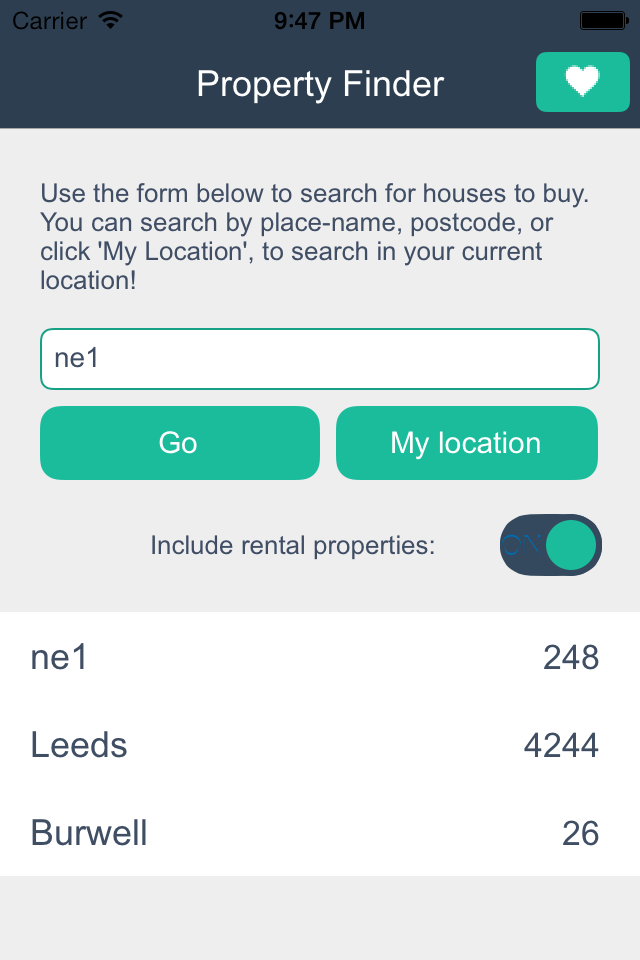 Carrier 9:47 PM
Property Finder
Use the form below to search for houses to buy.
You can search by place-name, postcode, or
click 'My Location', to search in your current
location!
ne1
Go My location
Include rental properties: ON
ne1 248
Leeds 4244
Burwell 26